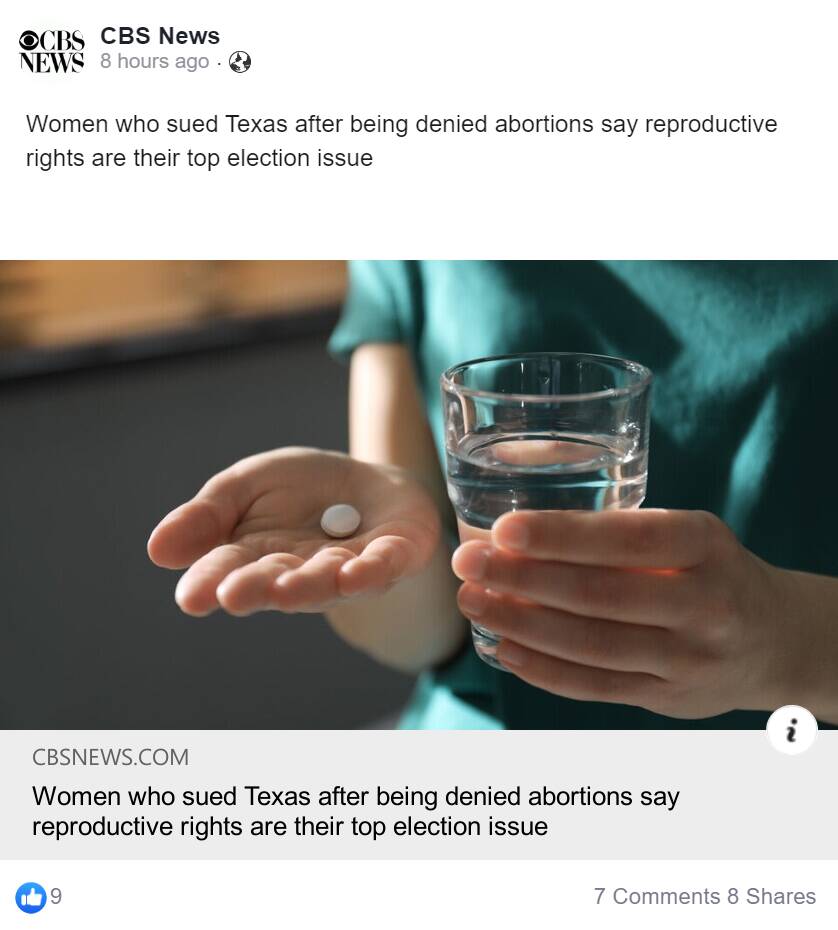 CBS NEWS
CBS News
8 hours ago ·
Women who sued Texas after being denied abortions say reproductive
rights are their top election issue
i
CBSNEWS.COM
Women who sued Texas after being denied abortions say
reproductive rights are their top election issue
9
7 Comments 8 Shares